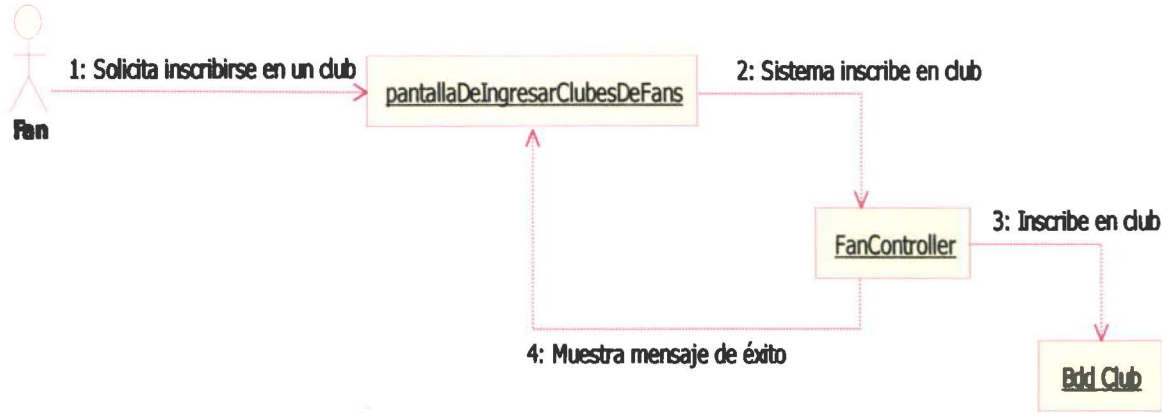 1: Solicita inscribirse en un club
pantallaDeIngresarClubesDeFans
2: Sistema inscribe en club
Fan
FanController
3: Inscribe en club
4: Muestra mensaje de éxito
Bdd Club